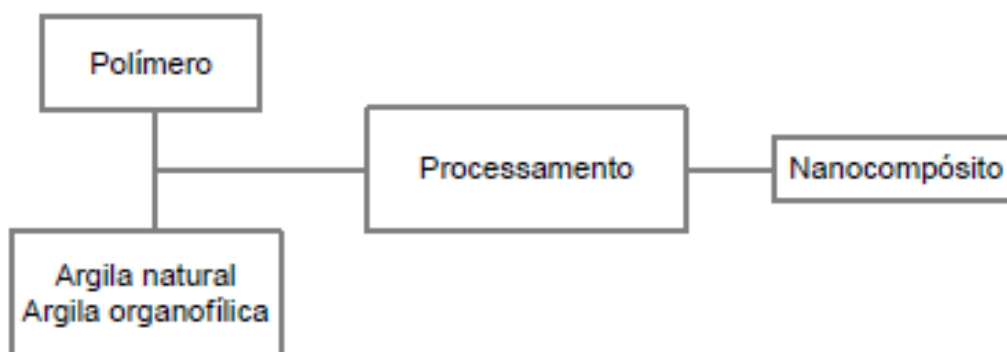 Polímero
Processamento
Nanocompósito
Argila natural
Argila organofílica